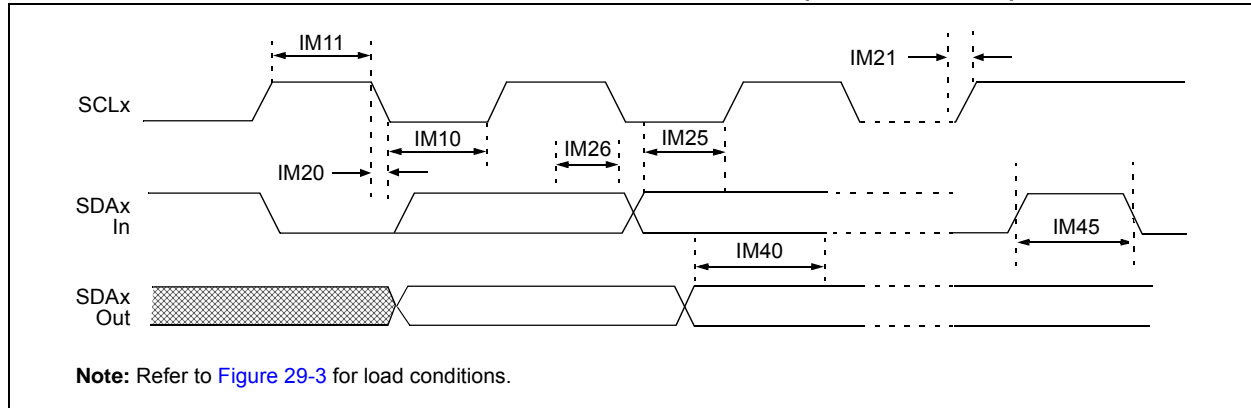 IM11
IM21
SCLx
IM10
IM26
IM25
IM20
SDAx
In
IM45
IM40
SDAx
Out
Note: Refer to Figure 29-3 for load conditions.